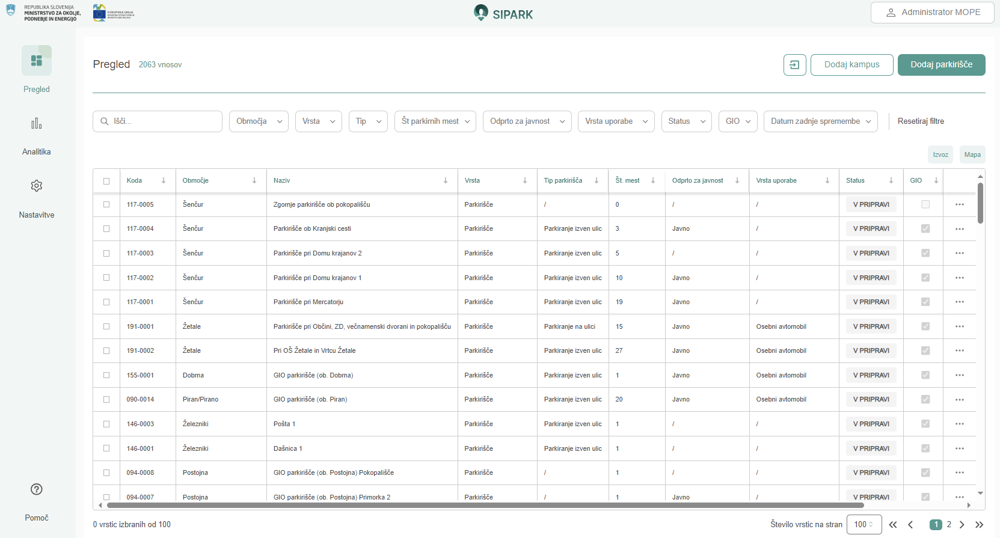 REPUBLIKA SLOVENIJA
MINISTRSTVO ZA OKOLJE,
PODNEBJE IN ENERGIJO
EVROPSKA UNIJA
EVROPSKI STRUKTURNI IN
INVESTICIJSKI SKLADI
SIPARK
Administrator MOPE
Pregled
Analitika
Nastavitve
Pomoč
Pregled 2063 vnosov
Dodaj kampus
Dodaj parkirišče
Išči... Območja Vrsta Tip Št parkirnih mest Odprto za javnost Vrsta uporabe Status GIO Datum zadnje spremembe Resetiraj filtre
Izvoz Mapa
Koda Območje Naziv Vrsta Tip parkirišča Št. mest Odprto za javnost Vrsta uporabe Status GIO
117-0005 Šenčur Zgornje parkirišče ob pokopališču Parkirišče / 0 / / V PRIPRAVI
117-0004 Šenčur Parkirišče ob Kranjski cesti Parkirišče Parkiranje izven ulic 3 Javno / V PRIPRAVI
117-0003 Šenčur Parkirišče pri Domu krajanov 2 Parkirišče Parkiranje izven ulic 5 / / V PRIPRAVI
117-0002 Šenčur Parkirišče pri Domu krajanov 1 Parkirišče Parkiranje izven ulic 10 Javno / V PRIPRAVI
117-0001 Šenčur Parkirišče pri Mercatorju Parkirišče Parkiranje izven ulic 19 Javno / V PRIPRAVI
191-0001 Žetale Parkirišče pri Občini, ZD, večnamenski dvorani in pokopališču Parkirišče Parkiranje na ulici 15 Javno Osebni avtomobil V PRIPRAVI
191-0002 Žetale Pri OŠ Žetale in Vrtcu Žetale Parkirišče Parkiranje izven ulic 27 Javno Osebni avtomobil V PRIPRAVI
155-0001 Dobrna GIO parkirišče (ob. Dobrna) Parkirišče Parkiranje izven ulic 1 Javno Osebni avtomobil V PRIPRAVI
090-0014 Piran/Pirano GIO parkirišče (ob. Piran) Parkirišče Parkiranje izven ulic 20 Javno Osebni avtomobil V PRIPRAVI
146-0003 Železniki Pošta 1 Parkirišče Parkiranje izven ulic 1 / / V PRIPRAVI
146-0001 Železniki Dašnica 1 Parkirišče Parkiranje izven ulic 1 / / V PRIPRAVI
094-0008 Postojna GIO parkirišče (ob. Postojna) Pokopališče Parkirišče / 1 / / V PRIPRAVI
094-0007 Postojna GIO parkirišče (ob. Postojna) Primorka 2 Parkirišče / 1 Javno / V PRIPRAVI
0 vrstic izbranih od 100
Število vrstic na stran 100 1 2